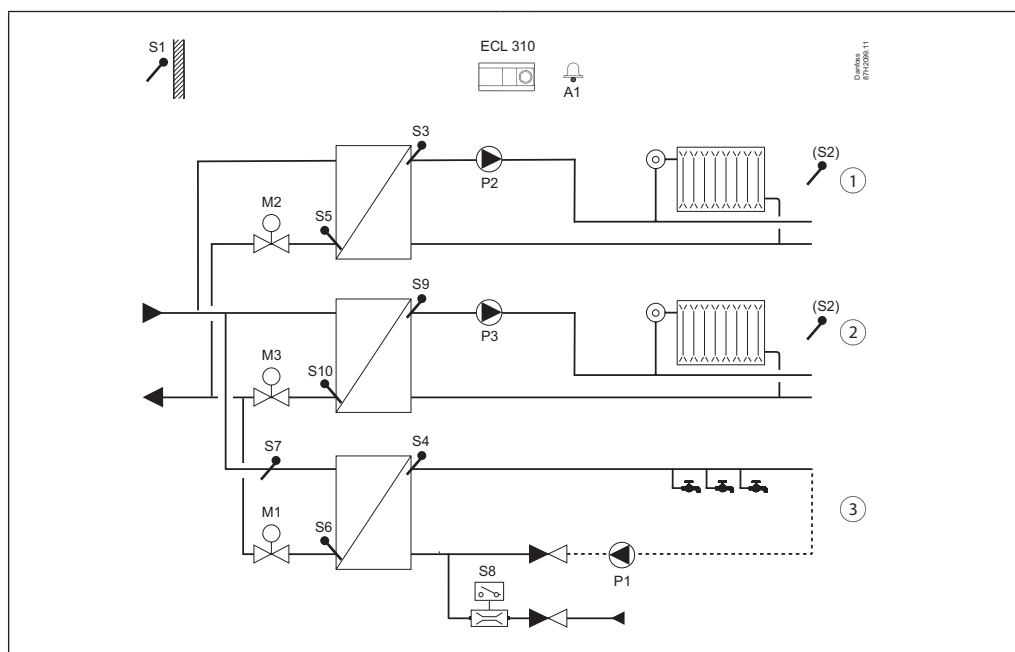 S1
ECL 310
A1
Danfoss
87H2099.11
S3
P2
(S2)
1
M2
S5
S9
P3
(S2)
2
M3
S10
S7
S4
3
M1
S6
S8
P1